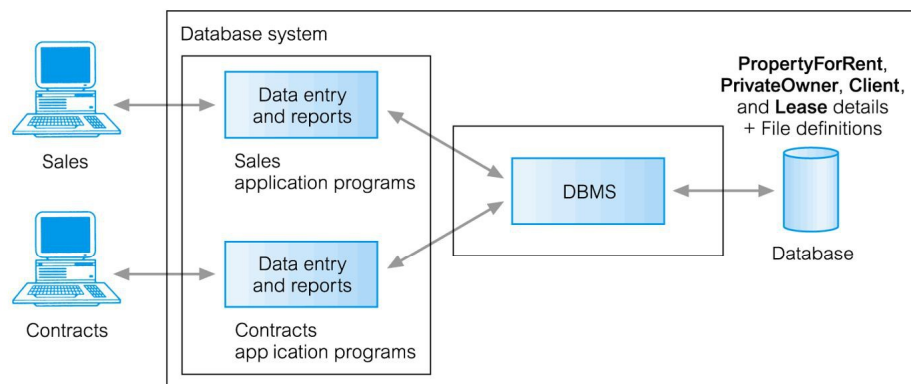 Database system
Data entry
and reports
Sales
Sales
application programs
Data entry
and reports
Contracts
Contracts
app ication programs
DBMS
PropertyForRent,
PrivateOwner, Client,
and Lease details
+ File definitions
Database